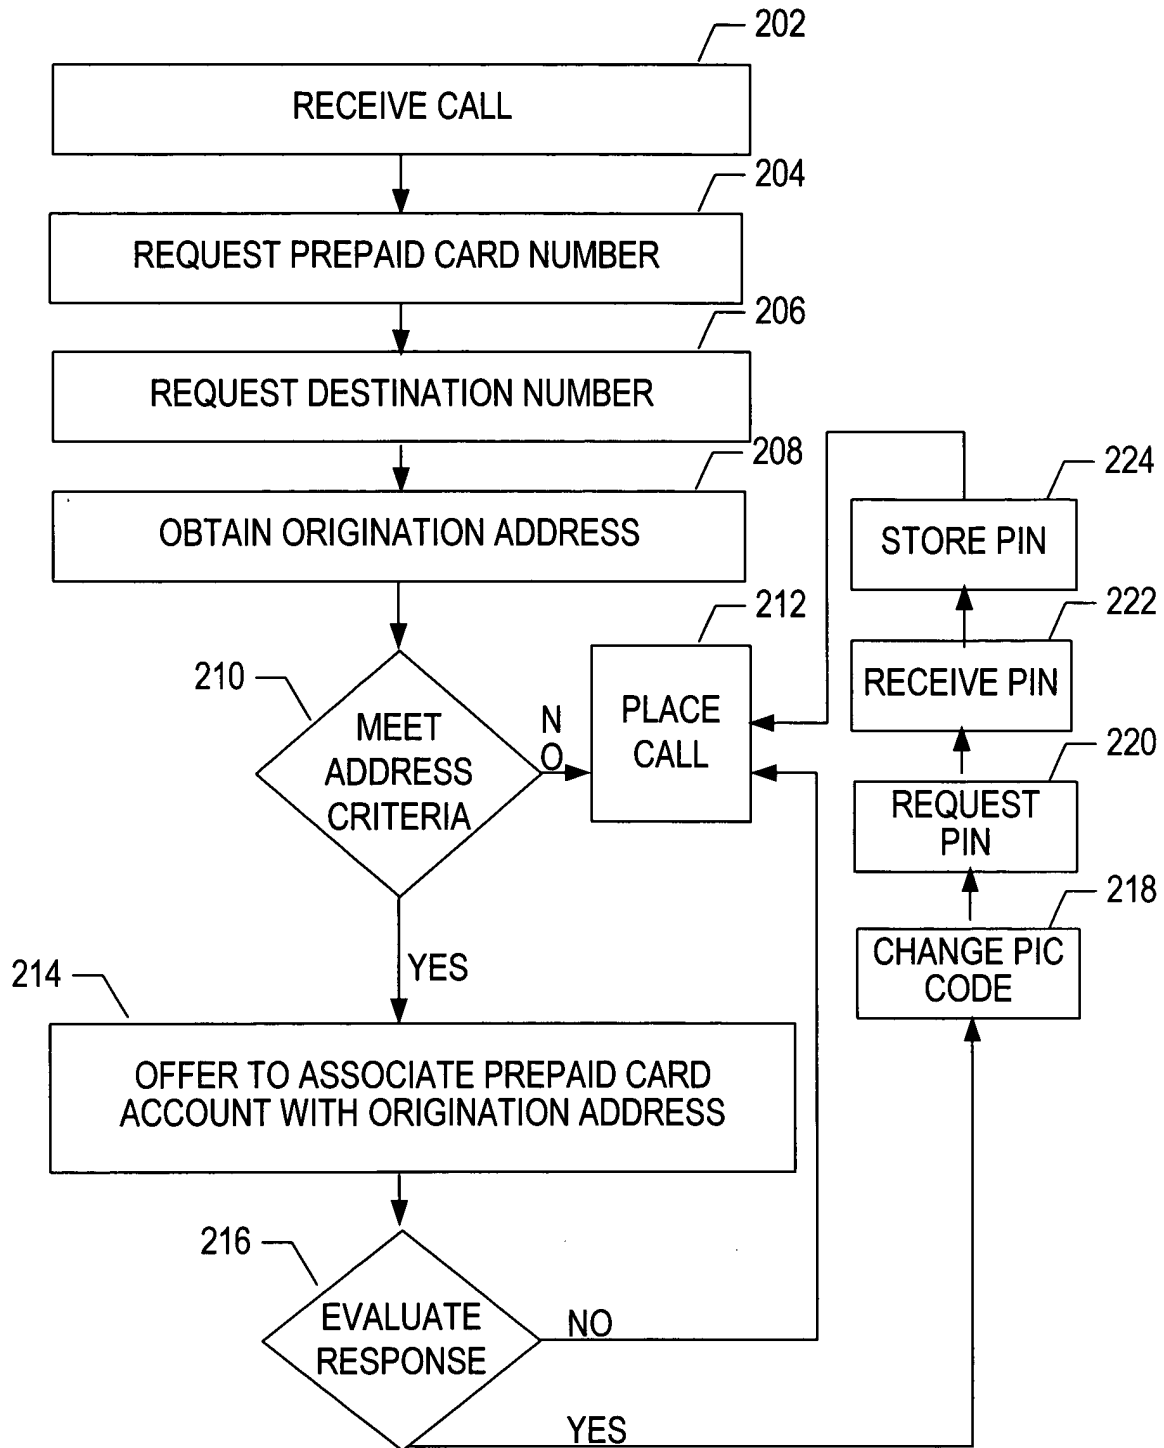 202
RECEIVE CALL
204
REQUEST PREPAID CARD NUMBER
206
REQUEST DESTINATION NUMBER
208
OBTAIN ORIGINATION ADDRESS
224
STORE PIN
212
PLACE
CALL
222
RECEIVE PIN
210
MEET
ADDRESS
CRITERIA
N
O
220
REQUEST
PIN
218
CHANGE PIC
CODE
YES
214
OFFER TO ASSOCIATE PREPAID CARD
ACCOUNT WITH ORIGINATION ADDRESS
216
EVALUATE
RESPONSE
NO
YES